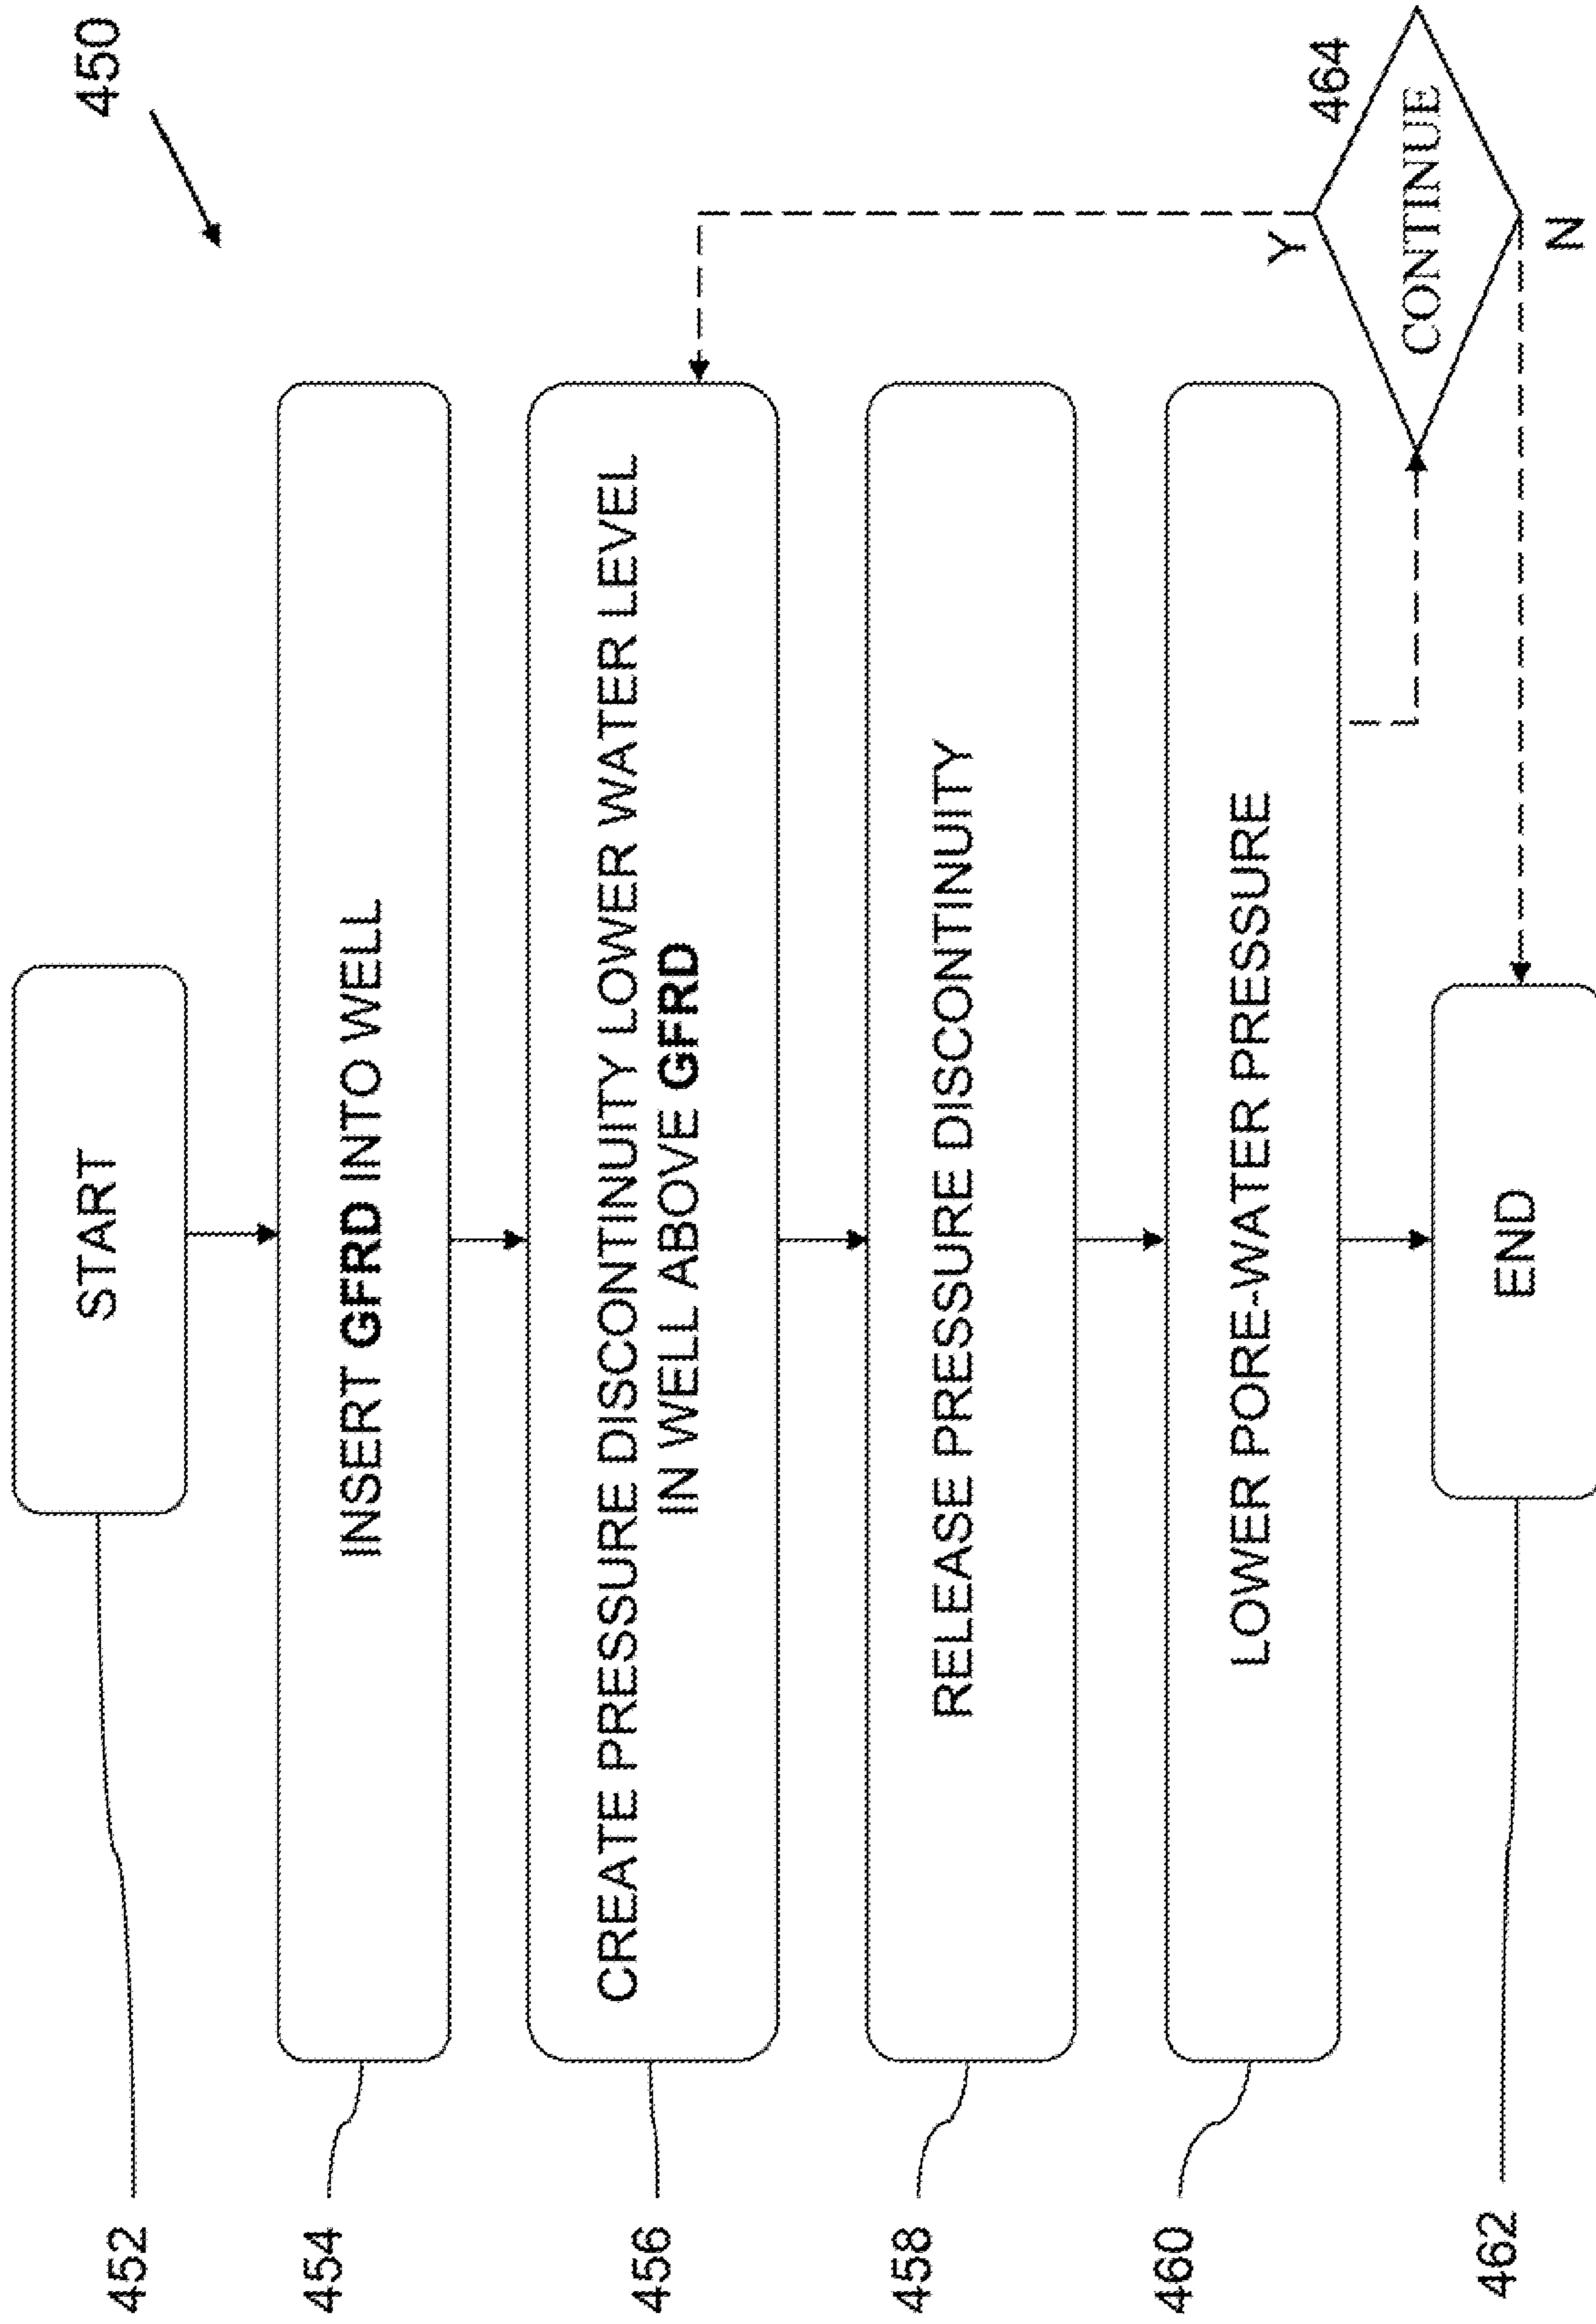 450
452
START
454
INSERT GFRD INTO WELL
456
CREATE PRESSURE DISCONTINUITY LOWER WATER LEVEL
IN WELL ABOVE GFRD
458
RELEASE PRESSURE DISCONTINUITY
460
LOWER PORE-WATER PRESSURE
Y
464
CONTINUE
N
462
END